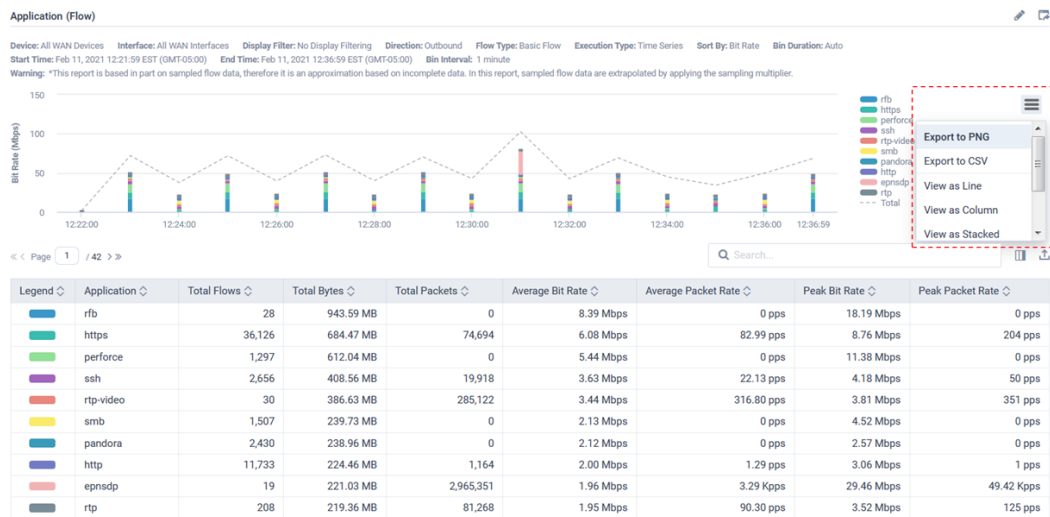 Application (Flow)
Device: All WAN Devices Interface: All WAN Interfaces Display Filter: No Display Filtering Direction: Outbound Flow Type: Basic Flow Execution Type: Time Series Sort By: Bit Rate Bin Duration: Auto
Start Time: Feb 11, 2021 12:21:59 EST (GMT-05:00) End Time: Feb 11, 2021 12:36:59 EST (GMT-05:00) Bin Interval: 1 minute
Warning: *This report is based in part on sampled flow data, therefore it is an approximation based on incomplete data. In this report, sampled flow data are extrapolated by applying the sampling multiplier.
Bit Rate (Mbps)
150
100
50
0
12:22:00 12:24:00 12:26:00 12:28:00 12:30:00 12:32:00 12:34:00 12:36:00 12:36:59
rfb
https
perforce
ssh
rtp-video
smb
pandora
http
epnsdp
rtp
Total
Export to PNG
Export to CSV
View as Line
View as Column
View as Stacked
Page 1 / 42
Search...
Legend Application Total Flows Total Bytes Total Packets Average Bit Rate Average Packet Rate Peak Bit Rate Peak Packet Rate
rfb 28 943.59 MB 0 8.39 Mbps 0 pps 18.19 Mbps 0 pps
https 36,126 684.47 MB 74,694 6.08 Mbps 82.99 pps 8.76 Mbps 204 pps
perforce 1,297 612.04 MB 0 5.44 Mbps 0 pps 11.38 Mbps 0 pps
ssh 2,656 408.56 MB 19,918 3.63 Mbps 22.13 pps 4.18 Mbps 50 pps
rtp-video 30 386.63 MB 285,122 3.44 Mbps 316.80 pps 3.81 Mbps 351 pps
smb 1,507 239.73 MB 0 2.13 Mbps 0 pps 4.52 Mbps 0 pps
pandora 2,430 238.96 MB 0 2.12 Mbps 0 pps 2.57 Mbps 0 pps
http 11,733 224.46 MB 1,164 2.00 Mbps 1.29 pps 3.06 Mbps 1 pps
epnsdp 19 221.03 MB 2,965,351 1.96 Mbps 3.29 Kpps 29.46 Mbps 49.42 Kpps
rtp 208 219.36 MB 81,268 1.95 Mbps 90.30 pps 3.52 Mbps 125 pps